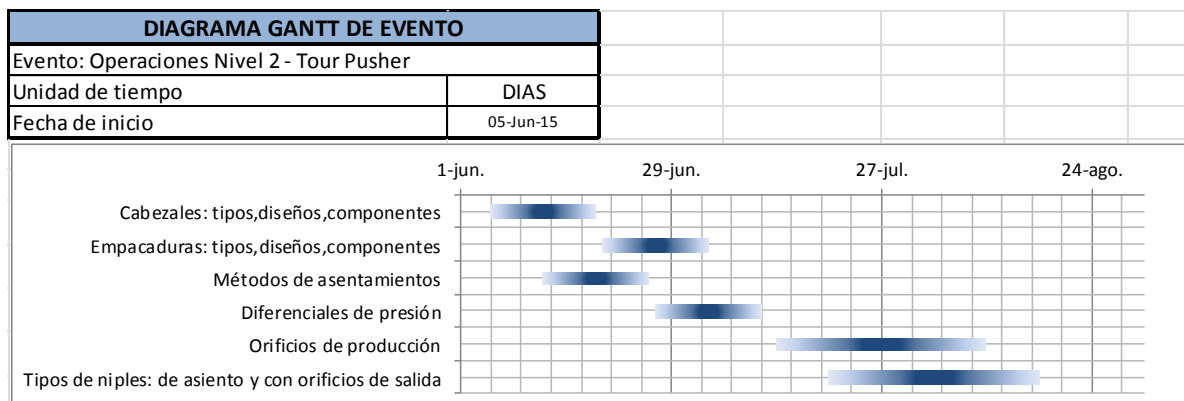 DIAGRAMA GANTT DE EVENTO
Evento: Operaciones Nivel 2 - Tour Pusher
Unidad de tiempo DIAS
Fecha de inicio 05-Jun-15
1-jun. 29-jun. 27-jul. 24-ago.
Cabezales: tipos,diseños,componentes
Empacaduras: tipos,diseños,componentes
Métodos de asentamientos
Diferenciales de presión
Orificios de producción
Tipos de niples: de asiento y con orificios de salida